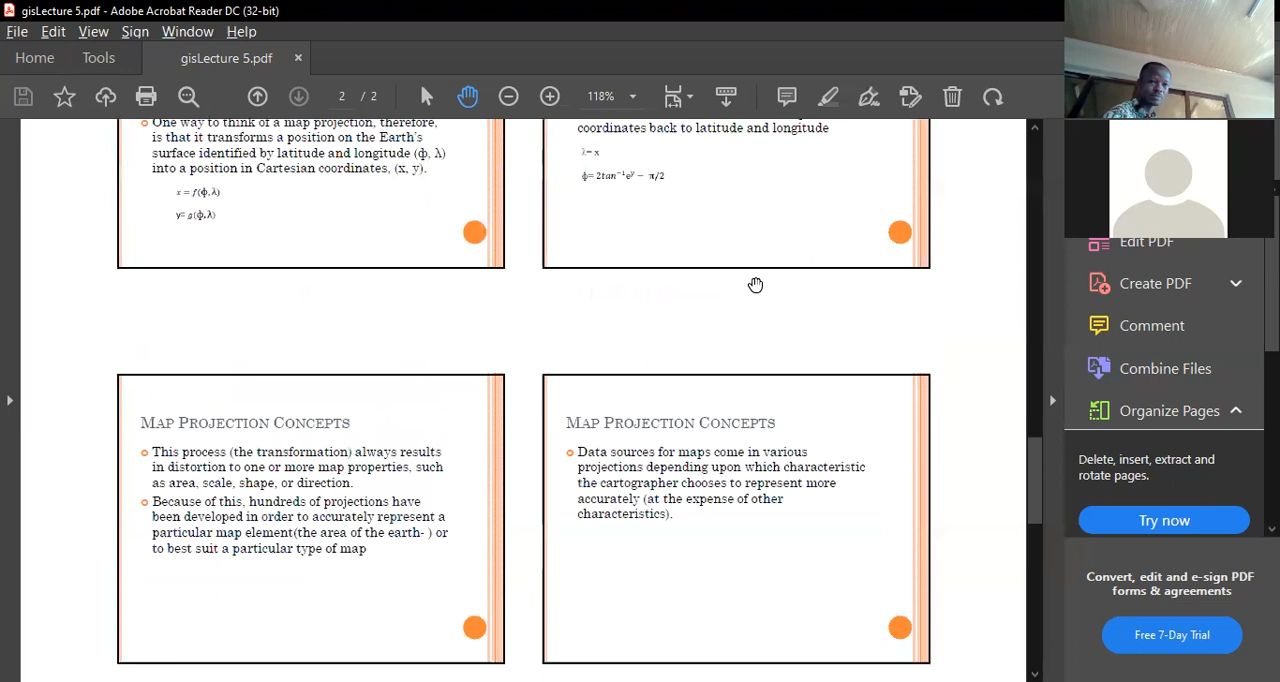 gisLecture 5.pdf - Adobe Acrobat Reader DC (32-bit)
File Edit View Sign Window Help
Home Tools gisLecture 5.pdf ×
2 / 2 118%
One way to think of a map projection, therefore,
is that it transforms a position on the Earth's
surface identified by latitude and longitude (ф, λ)
into a position in Cartesian coordinates, (x, y).
x = f(ф,λ)
y= g(ф,λ)
coordinates back to latitude and longitude
λ= x
ф= 2tan⁻¹eʸ − π/2
MAP PROJECTION CONCEPTS
This process (the transformation) always results
in distortion to one or more map properties, such
as area, scale, shape, or direction.
Because of this, hundreds of projections have
been developed in order to accurately represent a
particular map element(the area of the earth- ) or
to best suit a particular type of map
MAP PROJECTION CONCEPTS
Data sources for maps come in various
projections depending upon which characteristic
the cartographer chooses to represent more
accurately (at the expense of other
characteristics).
Edit PDF
Create PDF
Comment
Combine Files
Organize Pages
Delete, insert, extract and
rotate pages.
Try now
Convert, edit and e-sign PDF
forms & agreements
Free 7-Day Trial